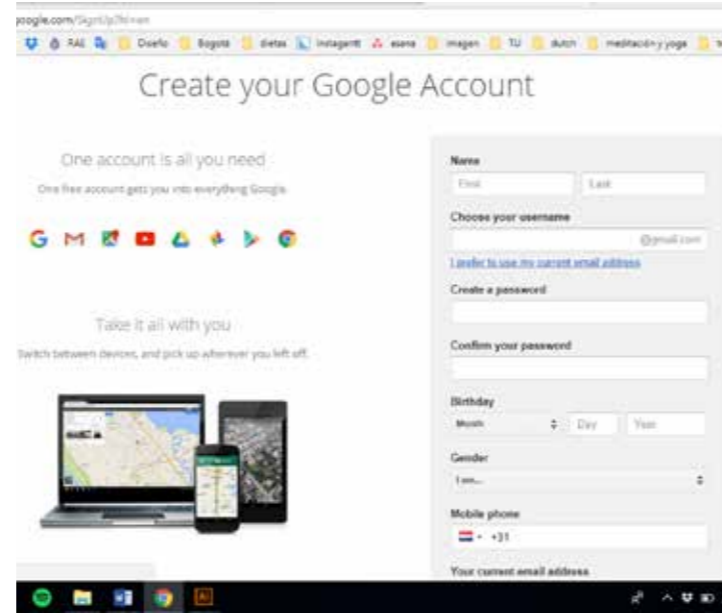 google.com/SignUp?hl=en
RAE Diseño Bogotá dietas Instagantt asana imagen TU dutch meditación y yoga
Create your Google Account
One account is all you need
One free account gets you into everything Google.
Take it all with you
Switch between devices, and pick up wherever you left off.
Name
First Last
Choose your username
@gmail.com
I prefer to use my current email address
Create a password
Confirm your password
Birthday
Month Day Year
Gender
I am...
Mobile phone
+31
Your current email address